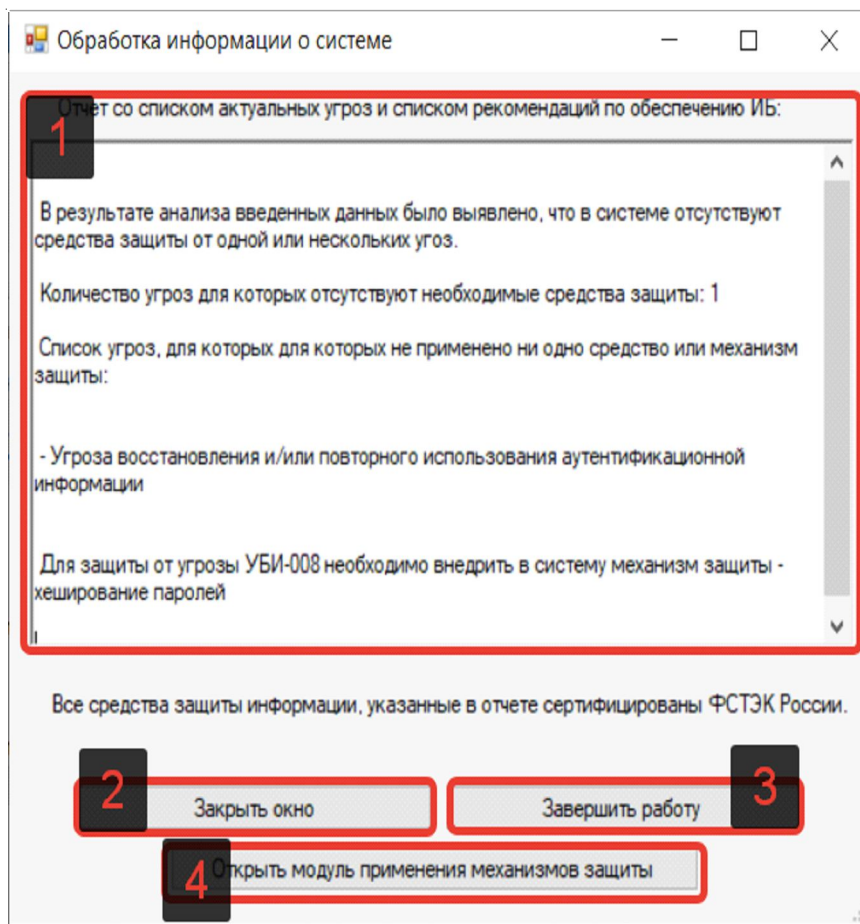 Обработка информации о системе
Отчет со списком актуальных угроз и списком рекомендаций по обеспечению ИБ:
1
В результате анализа введенных данных было выявлено, что в системе отсутствуют
средства защиты от одной или нескольких угоз.
Количество угроз для которых отсутствуют необходимые средства защиты: 1
Список угроз, для которых для которых не применено ни одно средство или механизм
защиты:
- Угроза восстановления и/или повторного использования аутентификационной
информации
Для защиты от угрозы УБИ-008 необходимо внедрить в систему механизм защиты -
хеширование паролей
Все средства защиты информации, указанные в отчете сертифицированы ФСТЭК России.
2
Закрыть окно
Завершить работу
3
4
Открыть модуль применения механизмов защиты